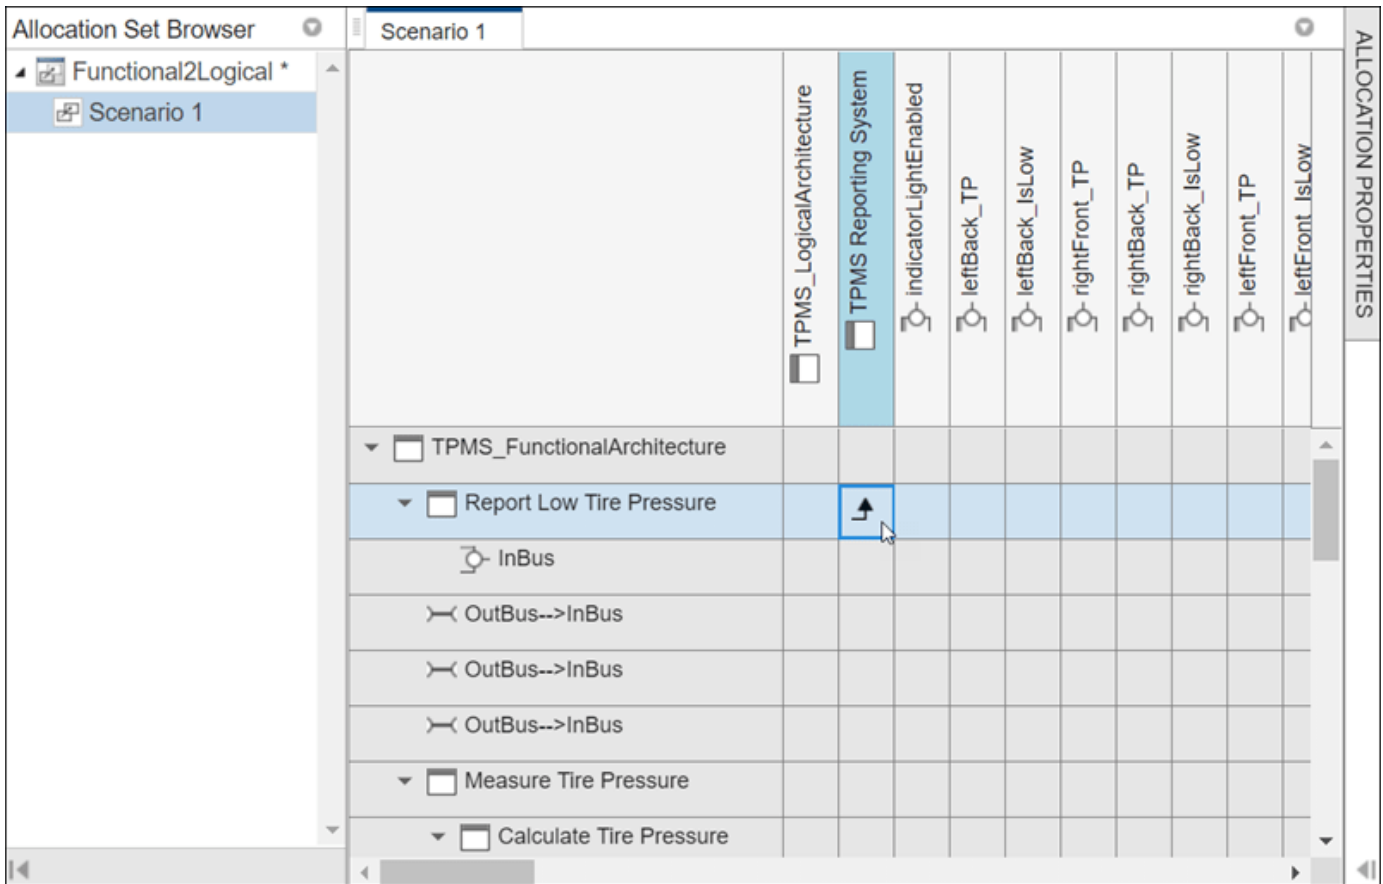 Allocation Set Browser
Scenario 1
Functional2Logical *
Scenario 1
TPMS_LogicalArchitecture
TPMS Reporting System
indicatorLightEnabled
leftBack_TP
leftBack_IsLow
rightFront_TP
rightBack_TP
rightBack_IsLow
leftFront_TP
leftFront_IsLow
ALLOCATION PROPERTIES
TPMS_FunctionalArchitecture
Report Low Tire Pressure
InBus
OutBus-->InBus
OutBus-->InBus
OutBus-->InBus
Measure Tire Pressure
Calculate Tire Pressure